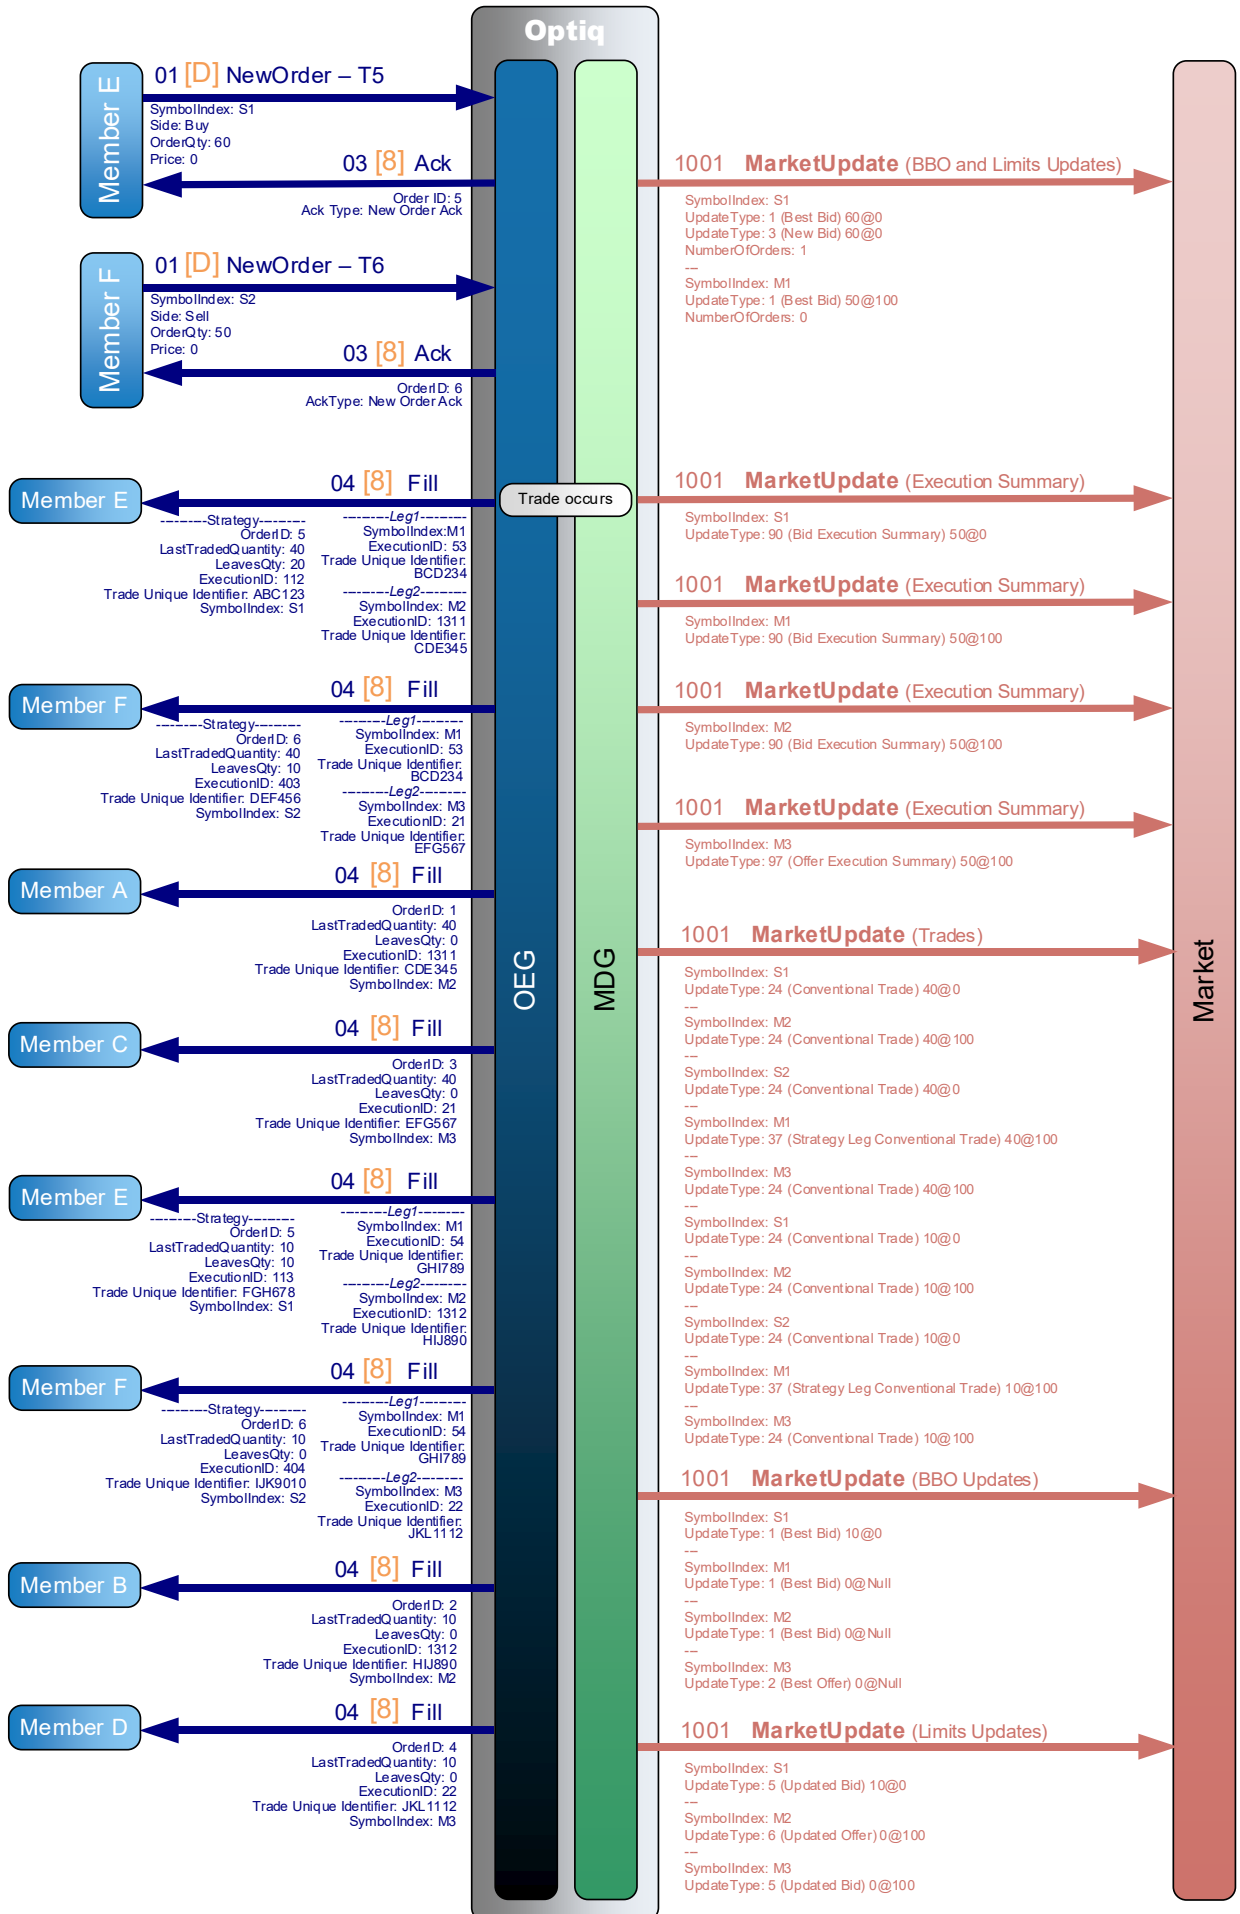 Optiq
Member E
01 [D] NewOrder – T5
SymbolIndex: S1
Side: Buy
OrderQty: 60
Price: 0
03 [8] Ack
Order ID: 5
Ack Type: New Order Ack
1001 MarketUpdate (BBO and Limits Updates)
SymbolIndex: S1
UpdateType: 1 (Best Bid) 60@0
UpdateType: 3 (New Bid) 60@0
NumberOfOrders: 1
---
SymbolIndex: M1
UpdateType: 1 (Best Bid) 50@100
NumberOfOrders: 0
Member F
01 [D] NewOrder – T6
SymbolIndex: S2
Side: Sell
OrderQty: 50
Price: 0
03 [8] Ack
OrderID: 6
AckType: New Order Ack
Member E
04 [8] Fill
Trade occurs
----------Strategy----------
OrderID: 5
LastTradedQuantity: 40
LeavesQty: 20
ExecutionID: 112
Trade Unique Identifier: ABC123
SymbolIndex: S1
----------Leg1----------
SymbolIndex:M1
ExecutionID: 53
Trade Unique Identifier:
BCD234
----------Leg2----------
SymbolIndex: M2
ExecutionID: 1311
Trade Unique Identifier:
CDE345
1001 MarketUpdate (Execution Summary)
SymbolIndex: S1
UpdateType: 90 (Bid Execution Summary) 50@0
1001 MarketUpdate (Execution Summary)
SymbolIndex: M1
UpdateType: 90 (Bid Execution Summary) 50@100
Member F
04 [8] Fill
----------Strategy----------
OrderID: 6
LastTradedQuantity: 40
LeavesQty: 10
ExecutionID: 403
Trade Unique Identifier: DEF456
SymbolIndex: S2
----------Leg1----------
SymbolIndex: M1
ExecutionID: 53
Trade Unique Identifier:
BCD234
----------Leg2----------
SymbolIndex: M3
ExecutionID: 21
Trade Unique Identifier:
EFG567
1001 MarketUpdate (Execution Summary)
SymbolIndex: M2
UpdateType: 90 (Bid Execution Summary) 50@100
1001 MarketUpdate (Execution Summary)
SymbolIndex: M3
UpdateType: 97 (Offer Execution Summary) 50@100
Member A
04 [8] Fill
OrderID: 1
LastTradedQuantity: 40
LeavesQty: 0
ExecutionID: 1311
Trade Unique Identifier: CDE345
SymbolIndex: M2
OEG
MDG
Market
Member C
04 [8] Fill
OrderID: 3
LastTradedQuantity: 40
LeavesQty: 0
ExecutionID: 21
Trade Unique Identifier: EFG567
SymbolIndex: M3
1001 MarketUpdate (Trades)
SymbolIndex: S1
UpdateType: 24 (Conventional Trade) 40@0
---
SymbolIndex: M2
UpdateType: 24 (Conventional Trade) 40@100
---
SymbolIndex: S2
UpdateType: 24 (Conventional Trade) 40@0
---
SymbolIndex: M1
UpdateType: 37 (Strategy Leg Conventional Trade) 40@100
---
SymbolIndex: M3
UpdateType: 24 (Conventional Trade) 40@100
---
SymbolIndex: S1
UpdateType: 24 (Conventional Trade) 10@0
---
SymbolIndex: M2
UpdateType: 24 (Conventional Trade) 10@100
---
SymbolIndex: S2
UpdateType: 24 (Conventional Trade) 10@0
---
SymbolIndex: M1
UpdateType: 37 (Strategy Leg Conventional Trade) 10@100
---
SymbolIndex: M3
UpdateType: 24 (Conventional Trade) 10@100
Member E
04 [8] Fill
----------Strategy----------
OrderID: 5
LastTradedQuantity: 10
LeavesQty: 10
ExecutionID: 113
Trade Unique Identifier: FGH678
SymbolIndex: S1
----------Leg1----------
SymbolIndex: M1
ExecutionID: 54
Trade Unique Identifier:
GHI789
----------Leg2----------
SymbolIndex: M2
ExecutionID: 1312
Trade Unique Identifier:
HIJ890
Member F
04 [8] Fill
----------Strategy----------
OrderID: 6
LastTradedQuantity: 10
LeavesQty: 0
ExecutionID: 404
Trade Unique Identifier: IJK9010
SymbolIndex: S2
----------Leg1----------
SymbolIndex: M1
ExecutionID: 54
Trade Unique Identifier:
GHI789
----------Leg2----------
SymbolIndex: M3
ExecutionID: 22
Trade Unique Identifier:
JKL1112
1001 MarketUpdate (BBO Updates)
SymbolIndex: S1
UpdateType: 1 (Best Bid) 10@0
---
SymbolIndex: M1
UpdateType: 1 (Best Bid) 0@Null
---
SymbolIndex: M2
UpdateType: 1 (Best Bid) 0@Null
---
SymbolIndex: M3
UpdateType: 2 (Best Offer) 0@Null
Member B
04 [8] Fill
OrderID: 2
LastTradedQuantity: 10
LeavesQty: 0
ExecutionID: 1312
Trade Unique Identifier: HIJ890
SymbolIndex: M2
Member D
04 [8] Fill
OrderID: 4
LastTradedQuantity: 10
LeavesQty: 0
ExecutionID: 22
Trade Unique Identifier: JKL1112
SymbolIndex: M3
1001 MarketUpdate (Limits Updates)
SymbolIndex: S1
UpdateType: 5 (Updated Bid) 10@0
---
SymbolIndex: M2
UpdateType: 6 (Updated Offer) 0@100
---
SymbolIndex: M3
UpdateType: 5 (Updated Bid) 0@100